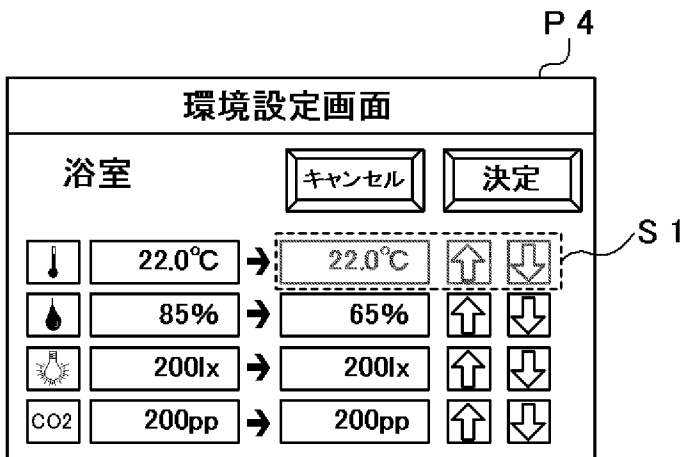 P 4
環境設定画面
浴室 キャンセル 決定
22.0℃ → 22.0℃ ↑ ↓ S 1
85% → 65% ↑ ↓
200lx → 200lx ↑ ↓
CO2 200pp → 200pp ↑ ↓